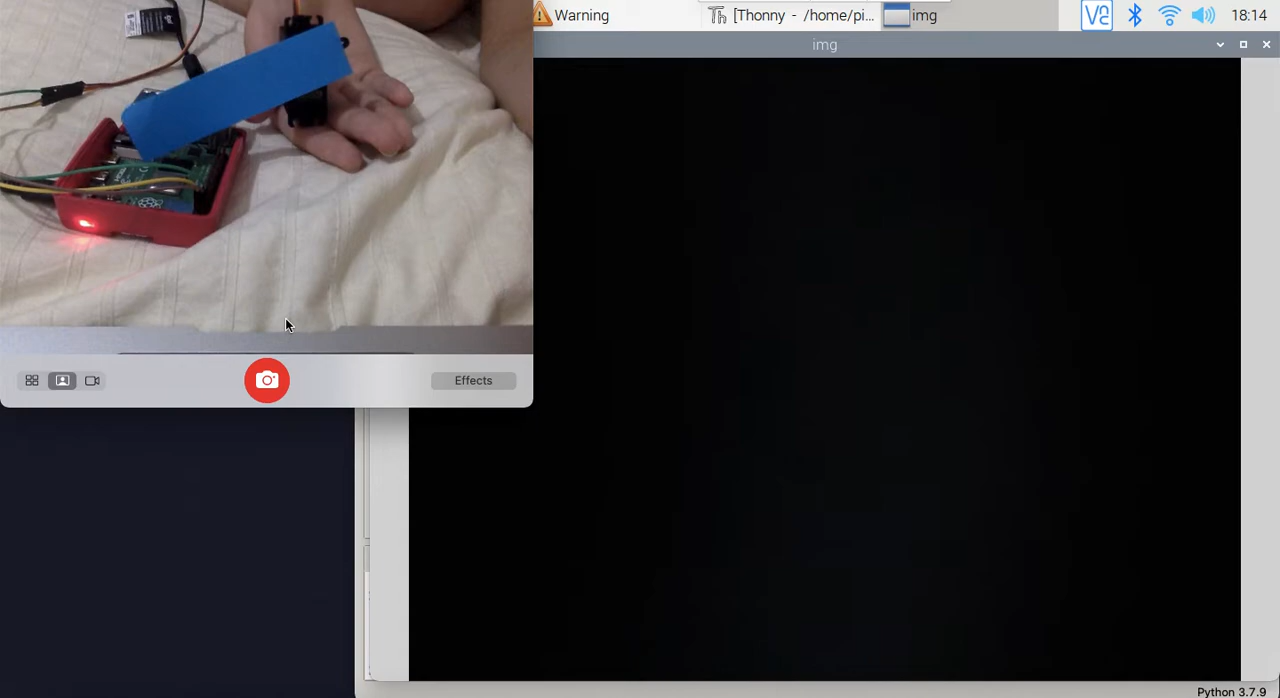 Warning
[Thonny - /home/pi...
img
18:14
img
Effects
Python 3.7.9